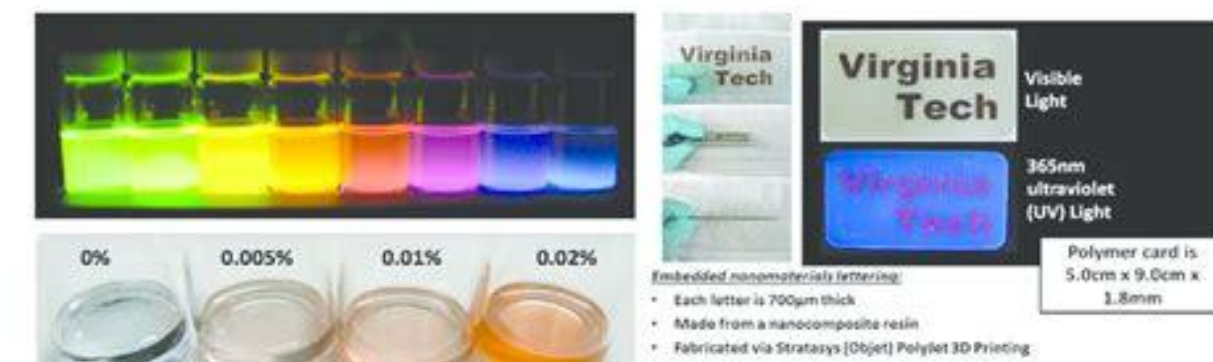 0% 0.005% 0.01% 0.02%
Virginia
Tech
Virginia
Tech
Visible
Light
Virginia
Tech
365nm
ultraviolet
(UV) Light
Polymer card is
5.0cm x 9.0cm x
1.8mm
Embedded nanomaterials lettering:
• Each letter is 700µm thick
• Made from a nanocomposite resin
• Fabricated via Stratasys (Objet) PolyJet 3D Printing